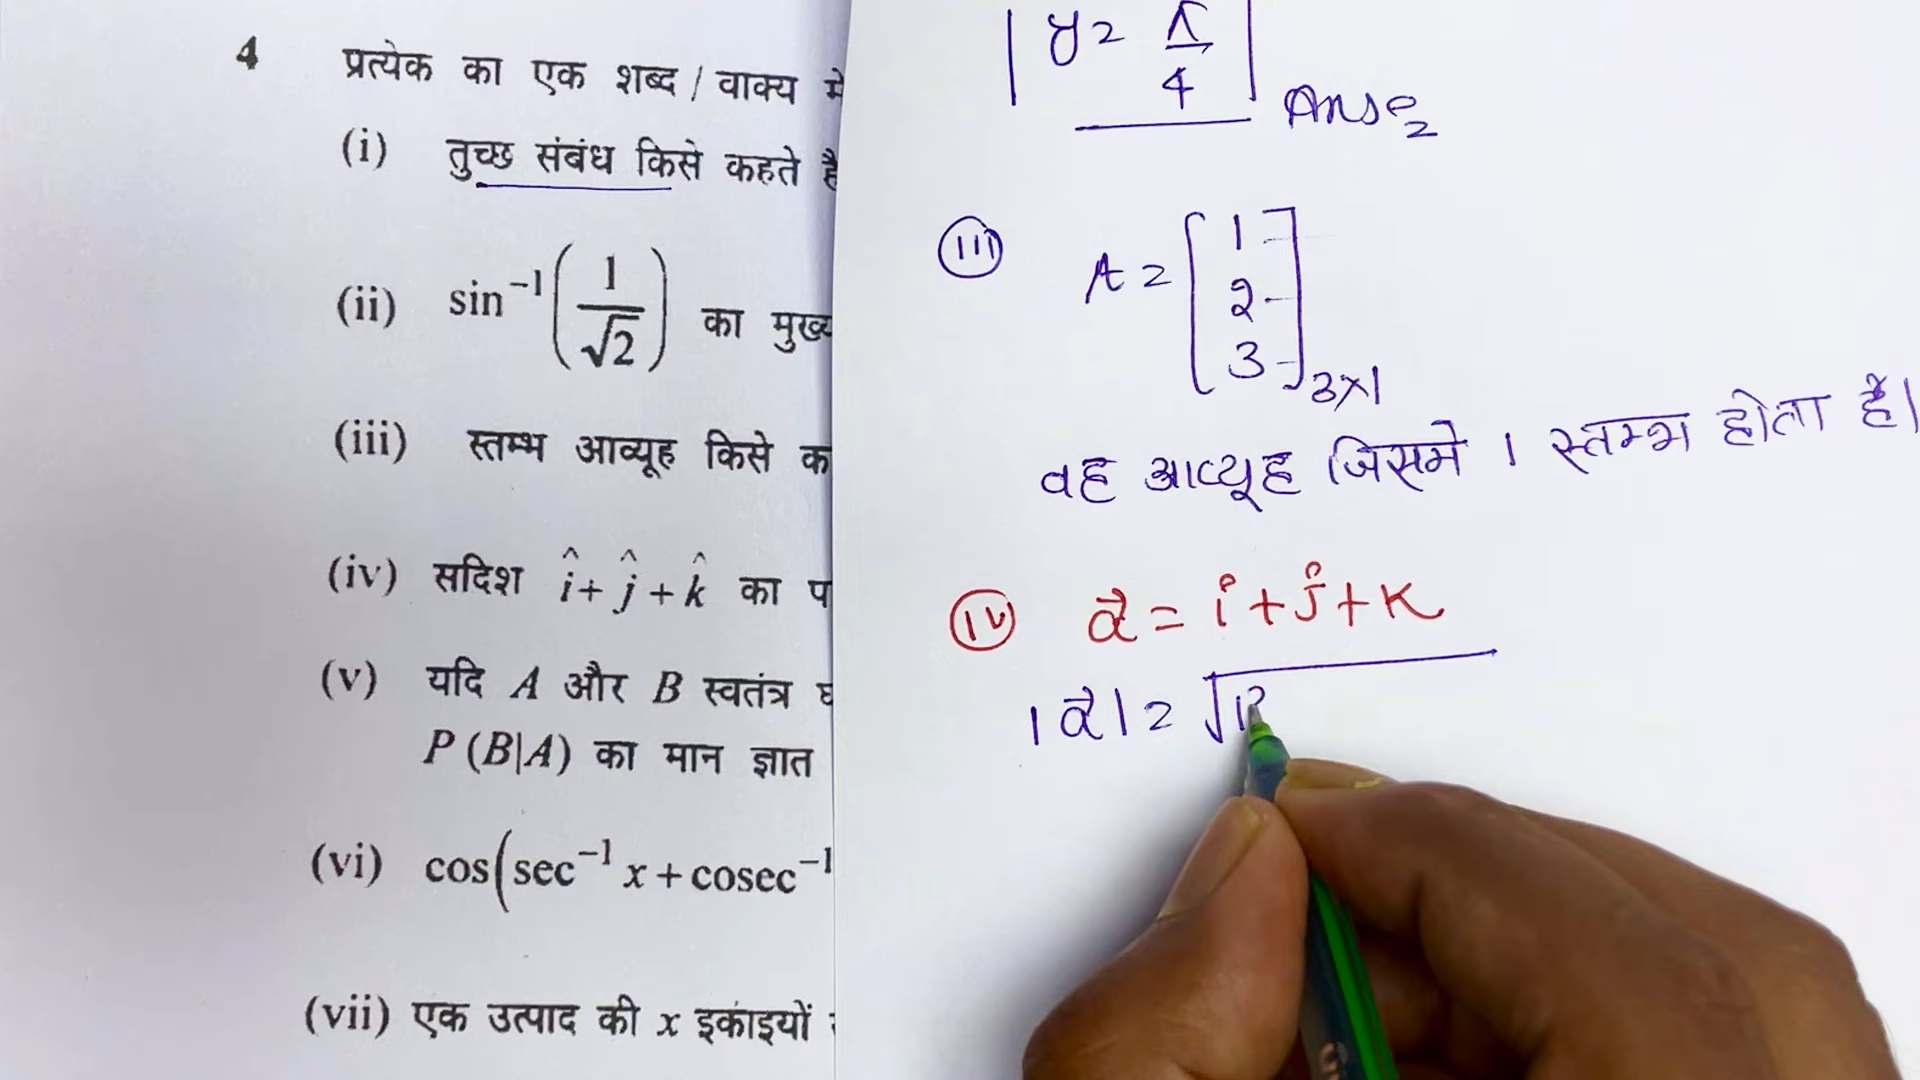 4 प्रत्येक का एक शब्द / वाक्य में
(i) तुच्छ संबंध किसे कहते है
(ii) sin⁻¹(1/√2) का मुख्य
(iii) स्तम्भ आव्यूह किसे क
(iv) सदिश î + ĵ + k̂ का प
(v) यदि A और B स्वतंत्र घ
P (B|A) का मान ज्ञात
(vi) cos(sec⁻¹ x + cosec⁻¹
(vii) एक उत्पाद की x इकाइयों
y = π/4 Ans
(iii) A = [1 2 3] 3×1
वह आव्यूह जिसमे 1 स्तम्भ होता है।
(iv) a⃗ = i + j + k
|a⃗| = √1²